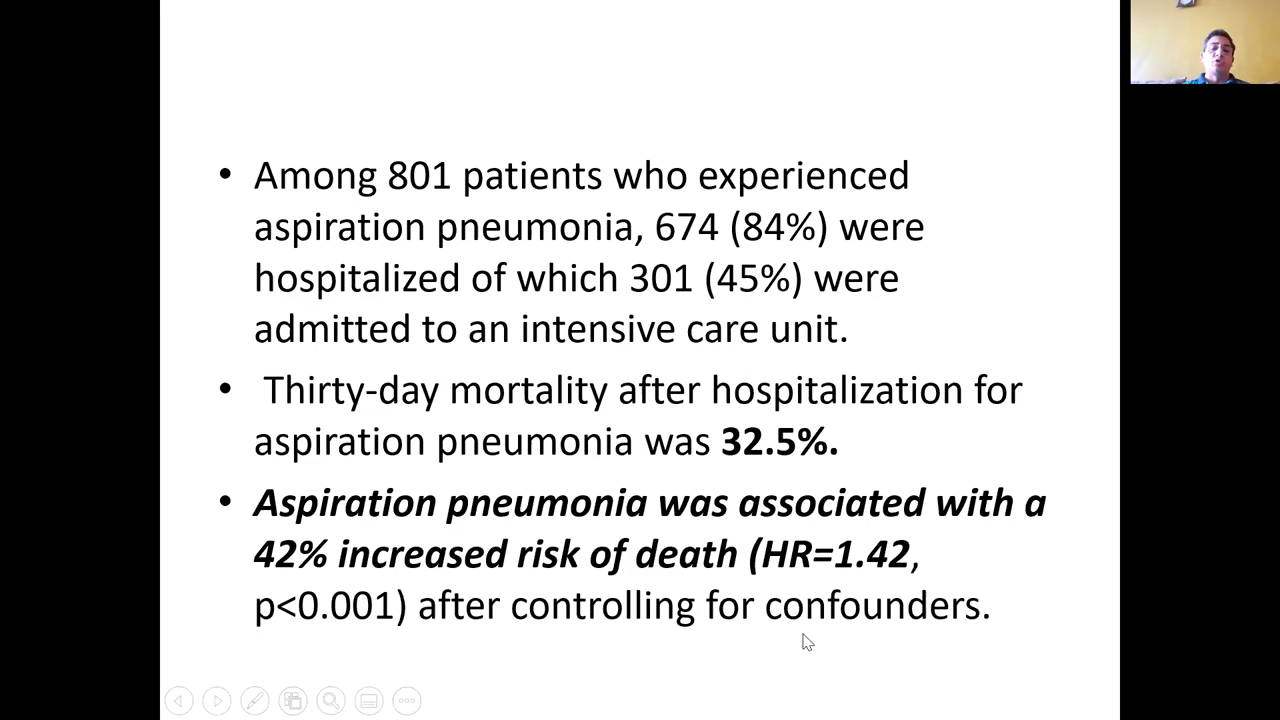 • Among 801 patients who experienced
aspiration pneumonia, 674 (84%) were
hospitalized of which 301 (45%) were
admitted to an intensive care unit.
• Thirty-day mortality after hospitalization for
aspiration pneumonia was 32.5%.
• Aspiration pneumonia was associated with a
42% increased risk of death (HR=1.42,
p<0.001) after controlling for confounders.